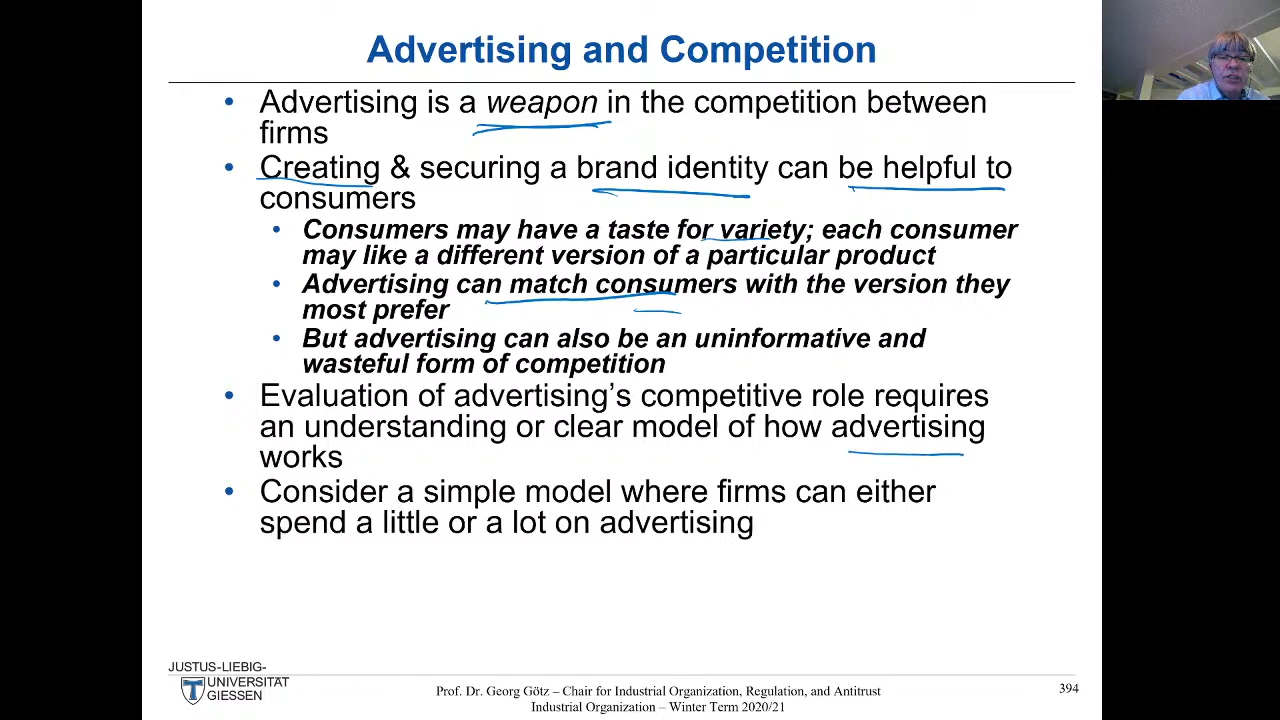 Advertising and Competition
• Advertising is a weapon in the competition between
firms
• Creating & securing a brand identity can be helpful to
consumers
• Consumers may have a taste for variety; each consumer
may like a different version of a particular product
• Advertising can match consumers with the version they
most prefer
• But advertising can also be an uninformative and
wasteful form of competition
• Evaluation of advertising's competitive role requires
an understanding or clear model of how advertising
works
• Consider a simple model where firms can either
spend a little or a lot on advertising
JUSTUS-LIEBIG-
UNIVERSITÄT
GIESSEN
Prof. Dr. Georg Götz – Chair for Industrial Organization, Regulation, and Antitrust
Industrial Organization – Winter Term 2020/21
394